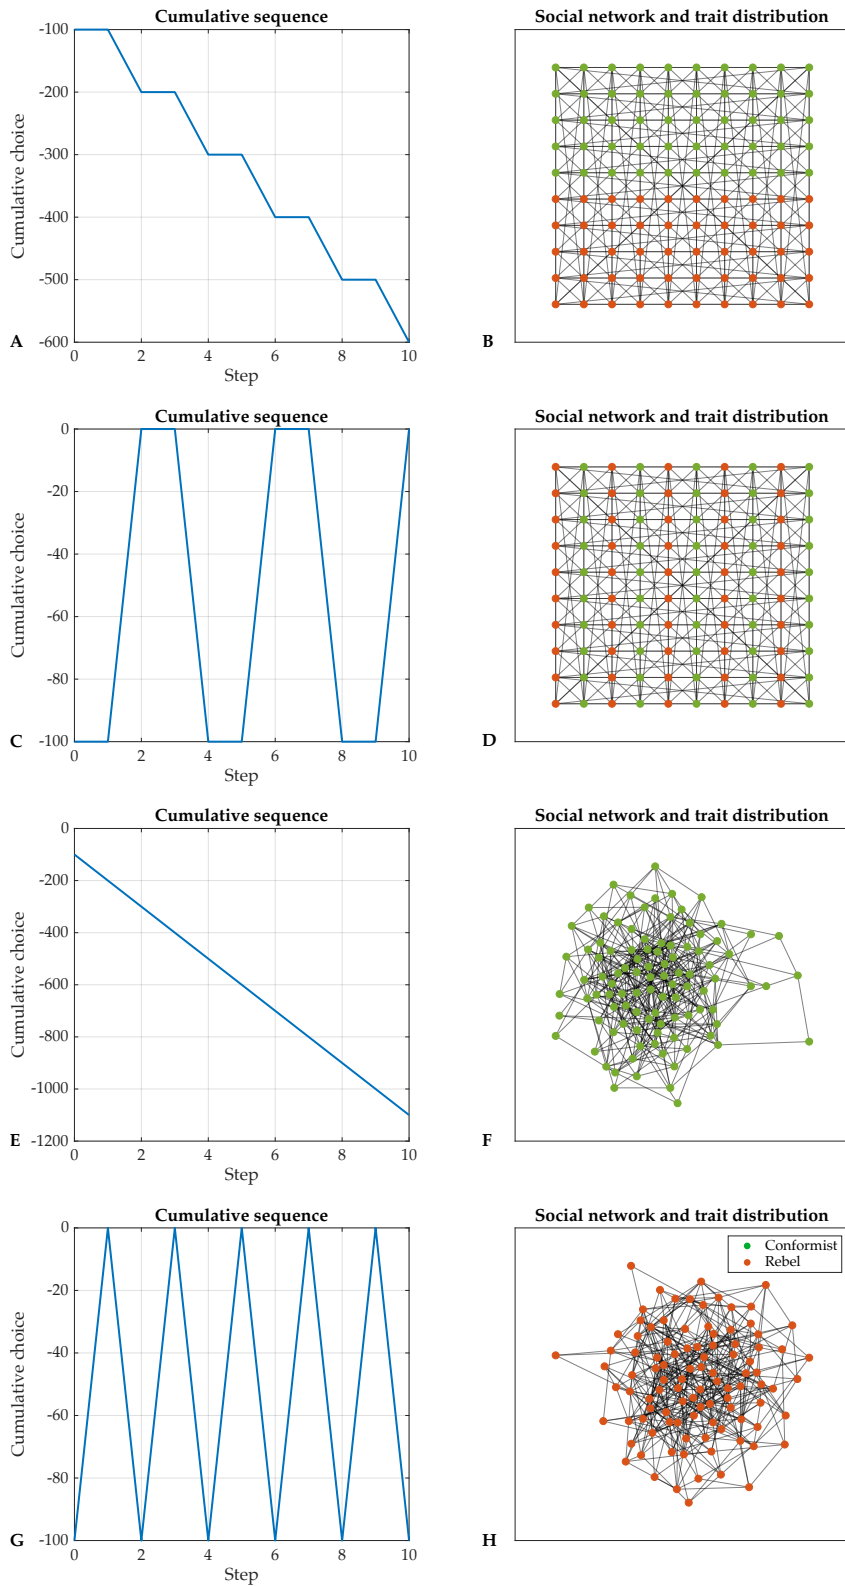 Cumulative sequence
-100
-200
-300
-400
-500
-600
0 2 4 6 8 10
Step
Cumulative choice
A
Social network and trait distribution
B
Cumulative sequence
0
-20
-40
-60
-80
-100
0 2 4 6 8 10
Step
Cumulative choice
C
Social network and trait distribution
D
Cumulative sequence
0
-200
-400
-600
-800
-1000
-1200
0 2 4 6 8 10
Step
Cumulative choice
E
Social network and trait distribution
F
Cumulative sequence
0
-20
-40
-60
-80
-100
0 2 4 6 8 10
Step
Cumulative choice
G
Social network and trait distribution
Conformist
Rebel
H